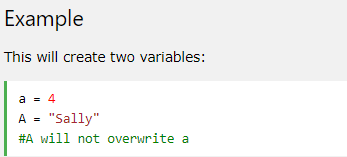 Example
This will create two variables:
a = 4
A = "Sally"
#A will not overwrite a